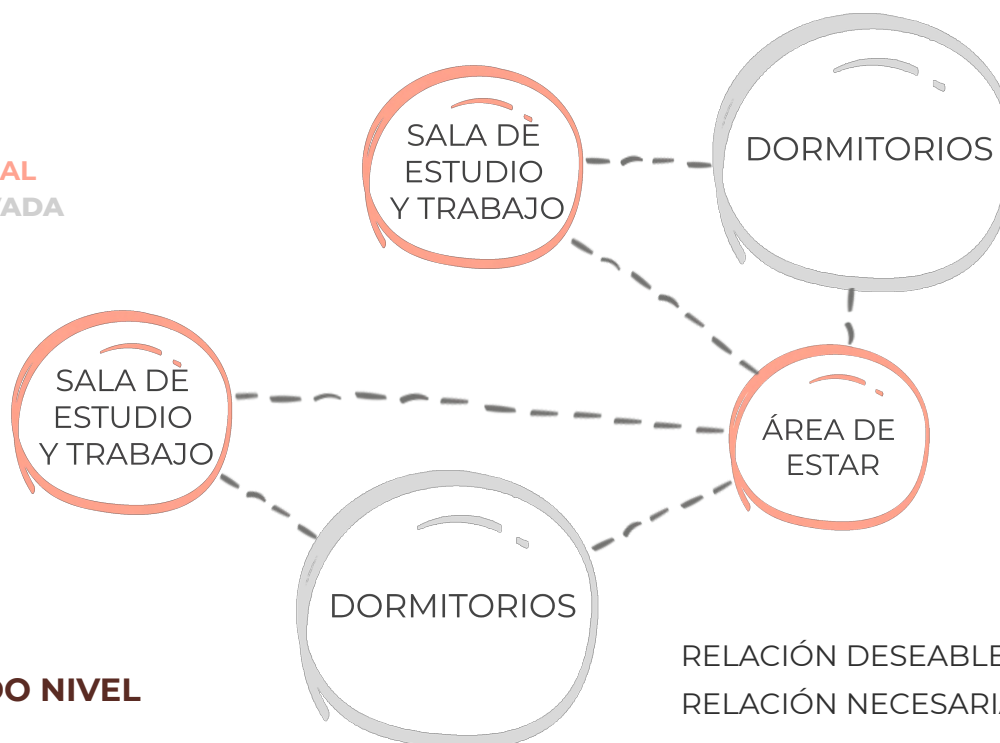 SALA DE
ESTUDIO
Y TRABAJO
DORMITORIOS
AL
TADA
SALA DE
ESTUDIO
Y TRABAJO
ÁREA DE
ESTAR
DORMITORIOS
RELACIÓN DESEABLE
RELACIÓN NECESARIA
DO NIVEL